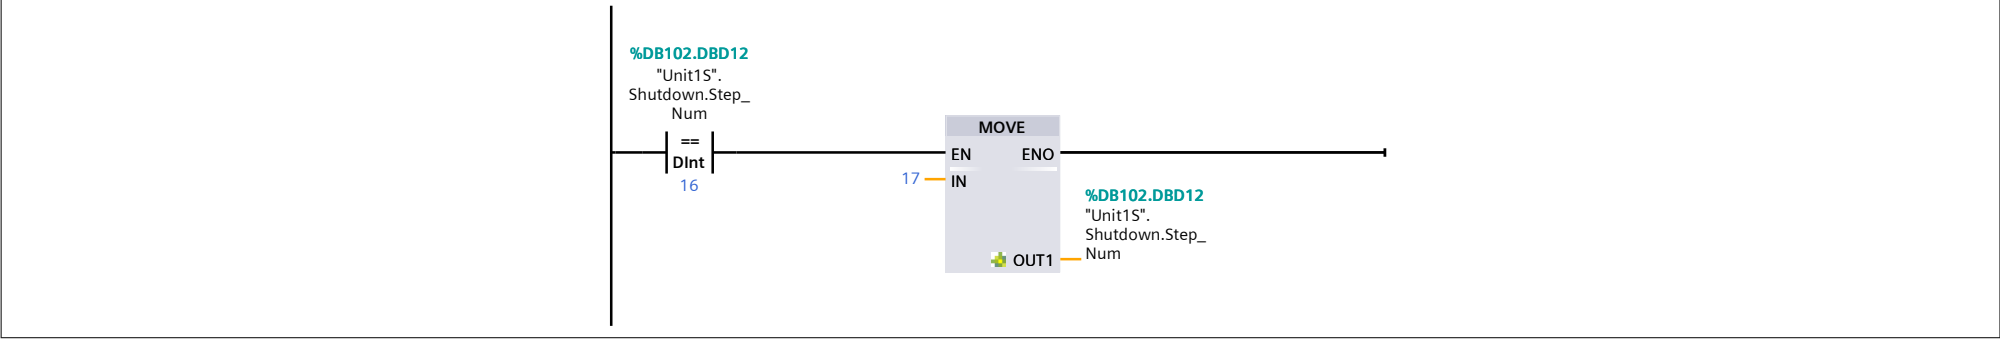 %DB102.DBD12
"Unit1S".
Shutdown.Step_
Num
==
DInt
16
MOVE
EN ENO
17 IN
%DB102.DBD12
"Unit1S".
Shutdown.Step_
Num
OUT1